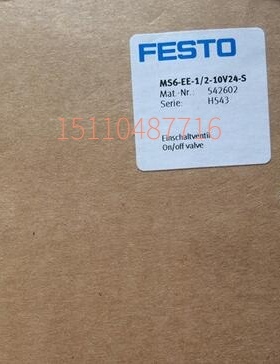 FESTO
MS6-EE-1/2-10V24-S
Mat.-Nr.: 542602
Serie: H543
15110487716
Einschaltventil
On/off valve